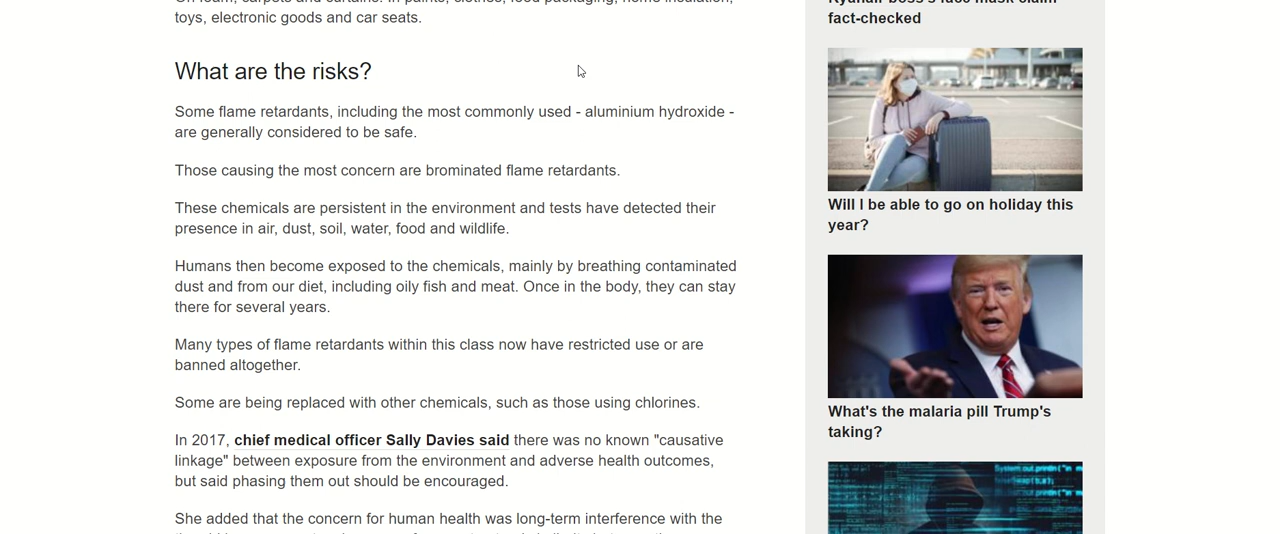 toys, electronic goods and car seats.
What are the risks?
Some flame retardants, including the most commonly used - aluminium hydroxide -
are generally considered to be safe.
Those causing the most concern are brominated flame retardants.
These chemicals are persistent in the environment and tests have detected their
presence in air, dust, soil, water, food and wildlife.
Humans then become exposed to the chemicals, mainly by breathing contaminated
dust and from our diet, including oily fish and meat. Once in the body, they can stay
there for several years.
Many types of flame retardants within this class now have restricted use or are
banned altogether.
Some are being replaced with other chemicals, such as those using chlorines.
In 2017, chief medical officer Sally Davies said there was no known "causative
linkage" between exposure from the environment and adverse health outcomes,
but said phasing them out should be encouraged.
She added that the concern for human health was long-term interference with the
fact-checked
Will I be able to go on holiday this
year?
What's the malaria pill Trump's
taking?